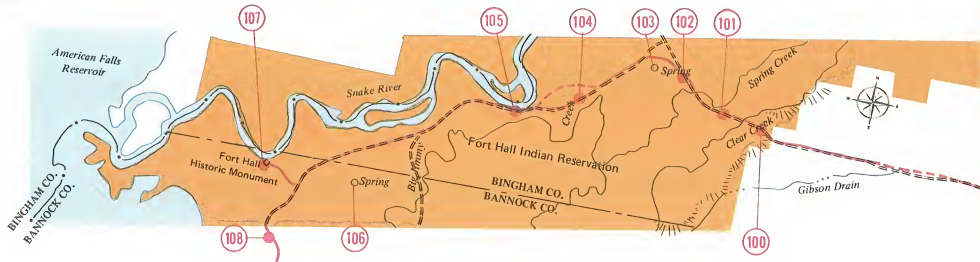 107
105
104
103
102
101
American Falls
Reservoir
Snake River
Spring
Spring Creek
Creek
Clear Creek
Fort Hall
Historic Monument
Spring
Big Jimmy
Fort Hall Indian Reservation
BINGHAM CO.
BANNOCK CO.
BINGHAM CO.
BANNOCK CO.
Gibson Drain
N
108
106
100